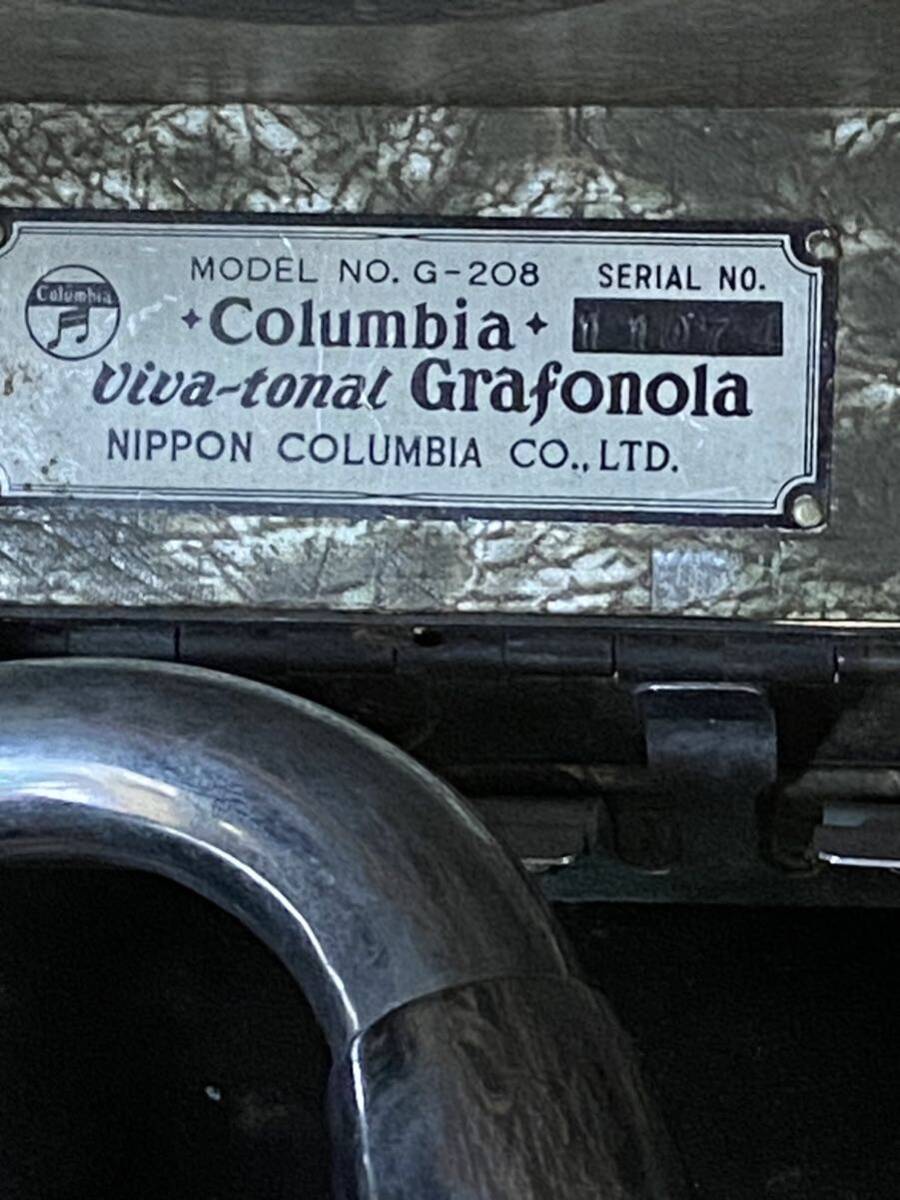 MODEL NO. G-208
SERIAL NO.
Columbia
Columbia
Viva-tonal Grafonola
NIPPON COLUMBIA CO., LTD.